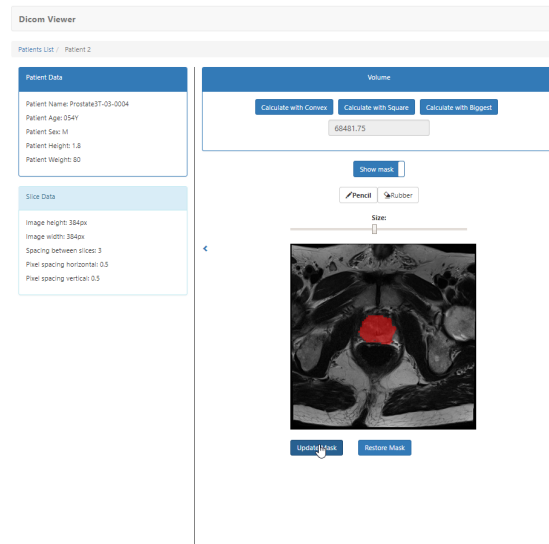 Dicom Viewer
Patients List / Patient 2
Patient Data
Patient Name: Prostate3T-03-0004
Patient Age: 054Y
Patient Sex: M
Patient Height: 1.8
Patient Weight: 80
Slice Data
Image height: 384px
Image width: 384px
Spacing between slices: 3
Pixel spacing horizontal: 0.5
Pixel spacing vertical: 0.5
Volume
Calculate with Convex Calculate with Square Calculate with Biggest
68481.75
Show mask
Pencil Rubber
Size:
Update Mask Restore Mask